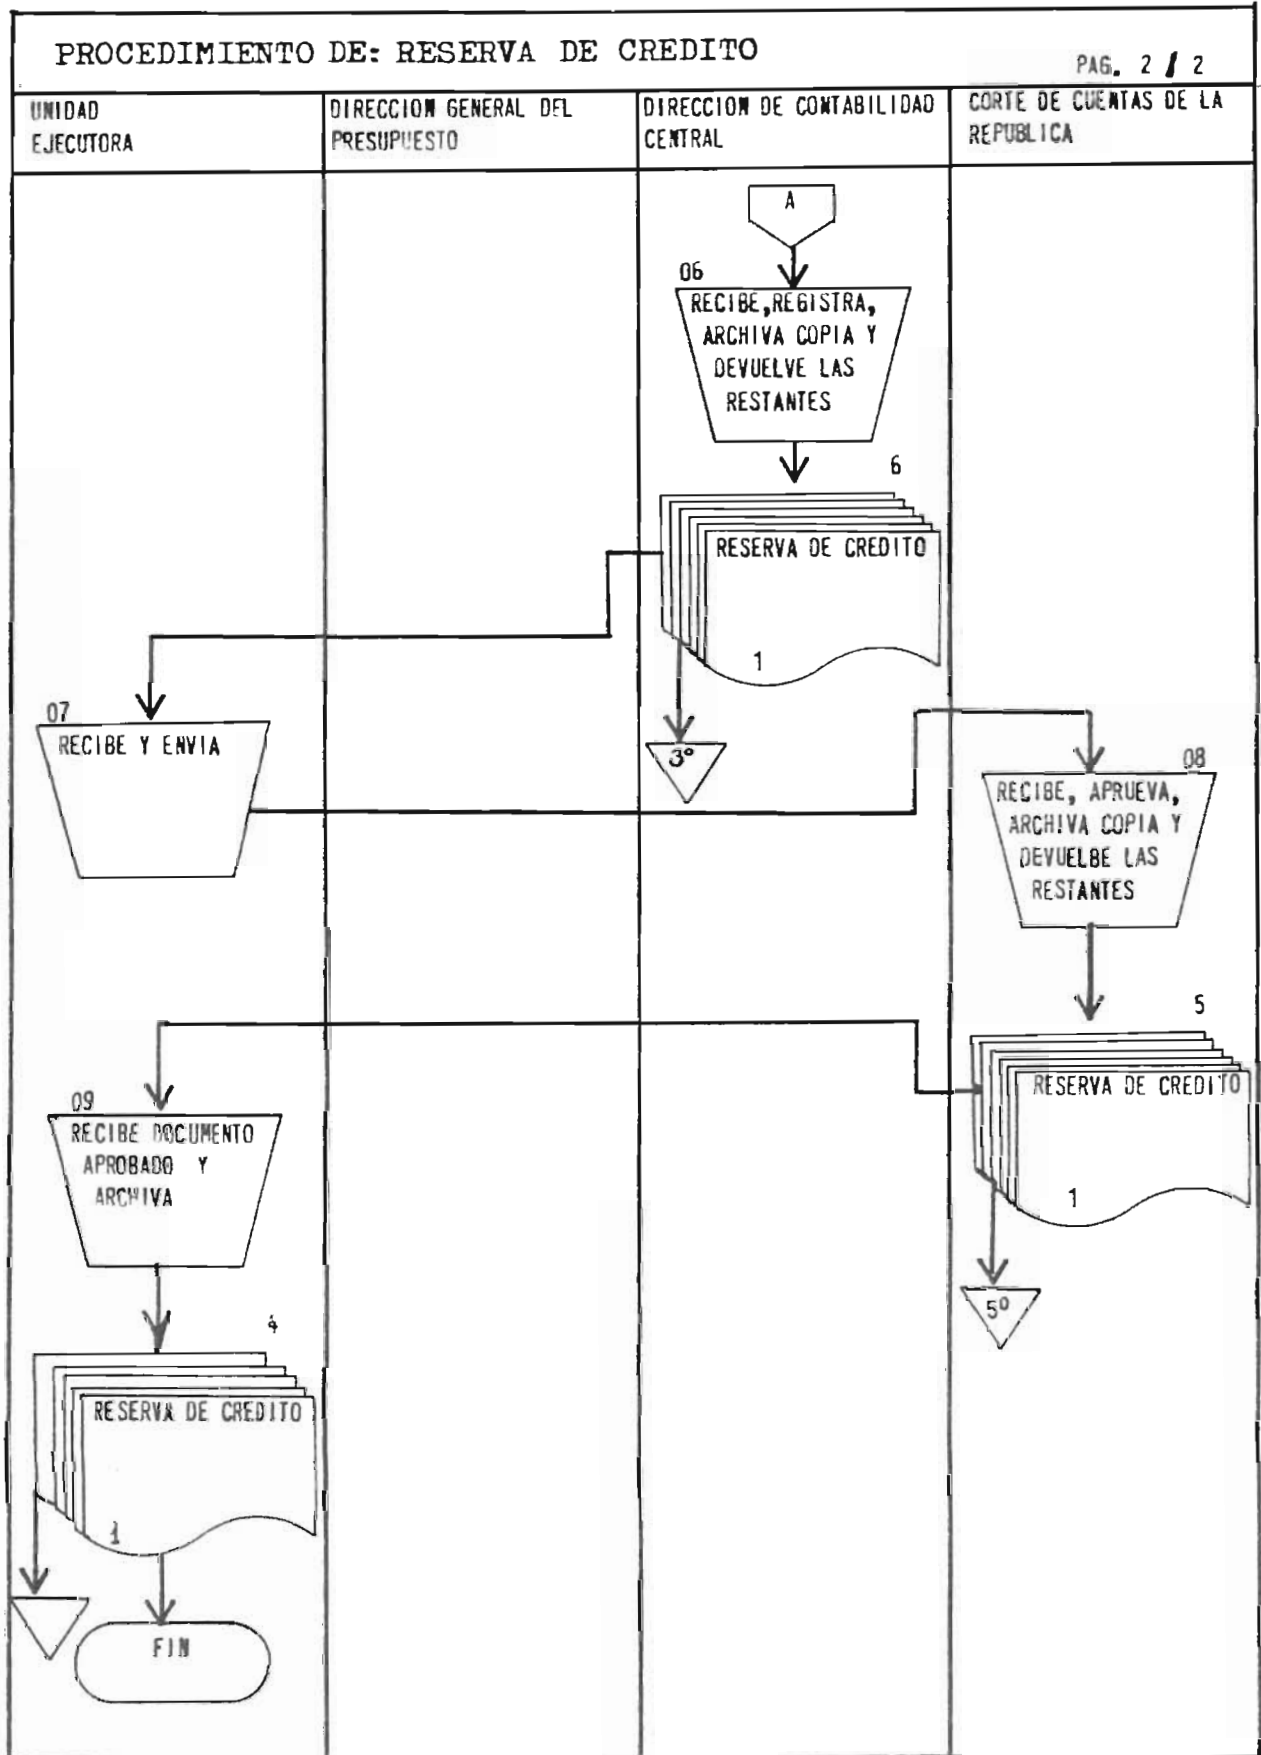 PROCEDIMIENTO DE: RESERVA DE CREDITO
PAG. 2 / 2
UNIDAD
EJECUTORA
DIRECCION GENERAL DEL
PRESUPUESTO
DIRECCION DE CONTABILIDAD
CENTRAL
CORTE DE CUENTAS DE LA
REPUBLICA
A
06
RECIBE, REGISTRA,
ARCHIVA COPIA Y
DEVUELVE LAS
RESTANTES
6
RESERVA DE CREDITO
1
3º
07
RECIBE Y ENVIA
08
RECIBE, APRUEVA,
ARCHIVA COPIA Y
DEVUELBE LAS
RESTANTES
5
RESERVA DE CREDITO
1
5º
09
RECIBE DOCUMENTO
APROBADO Y
ARCHIVA
4
RESERVA DE CREDITO
1
FIN